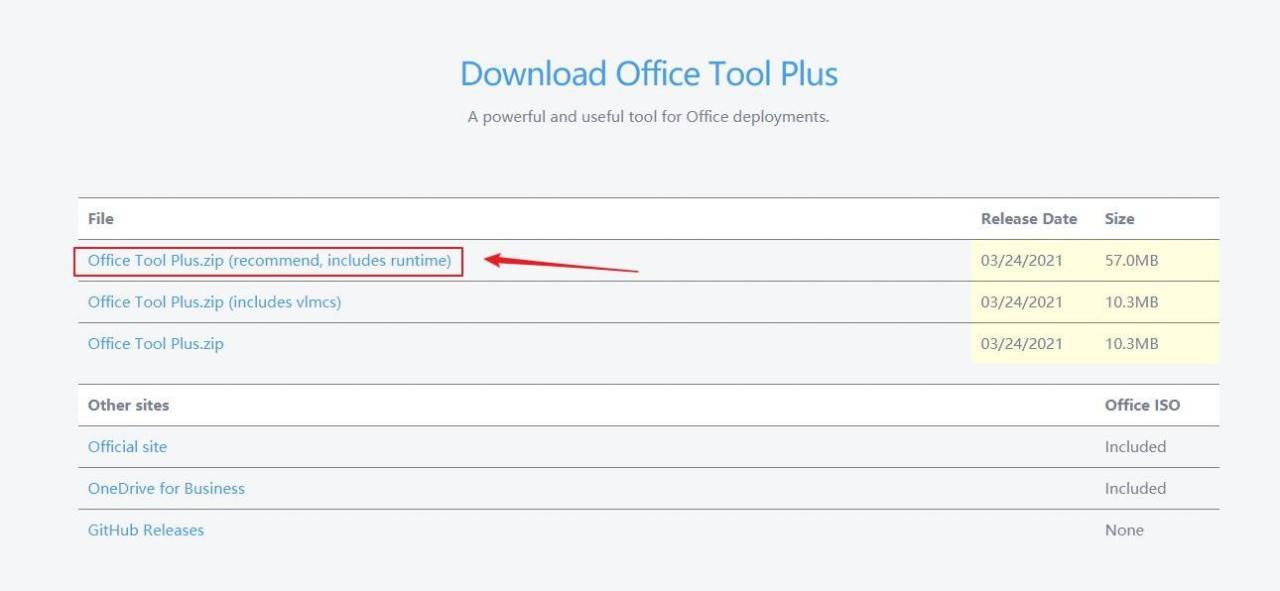 Download Office Tool Plus
A powerful and useful tool for Office deployments.
File Release Date Size
Office Tool Plus.zip (recommend, includes runtime) 03/24/2021 57.0MB
Office Tool Plus.zip (includes vlmcs) 03/24/2021 10.3MB
Office Tool Plus.zip 03/24/2021 10.3MB
Other sites Office ISO
Official site Included
OneDrive for Business Included
GitHub Releases None